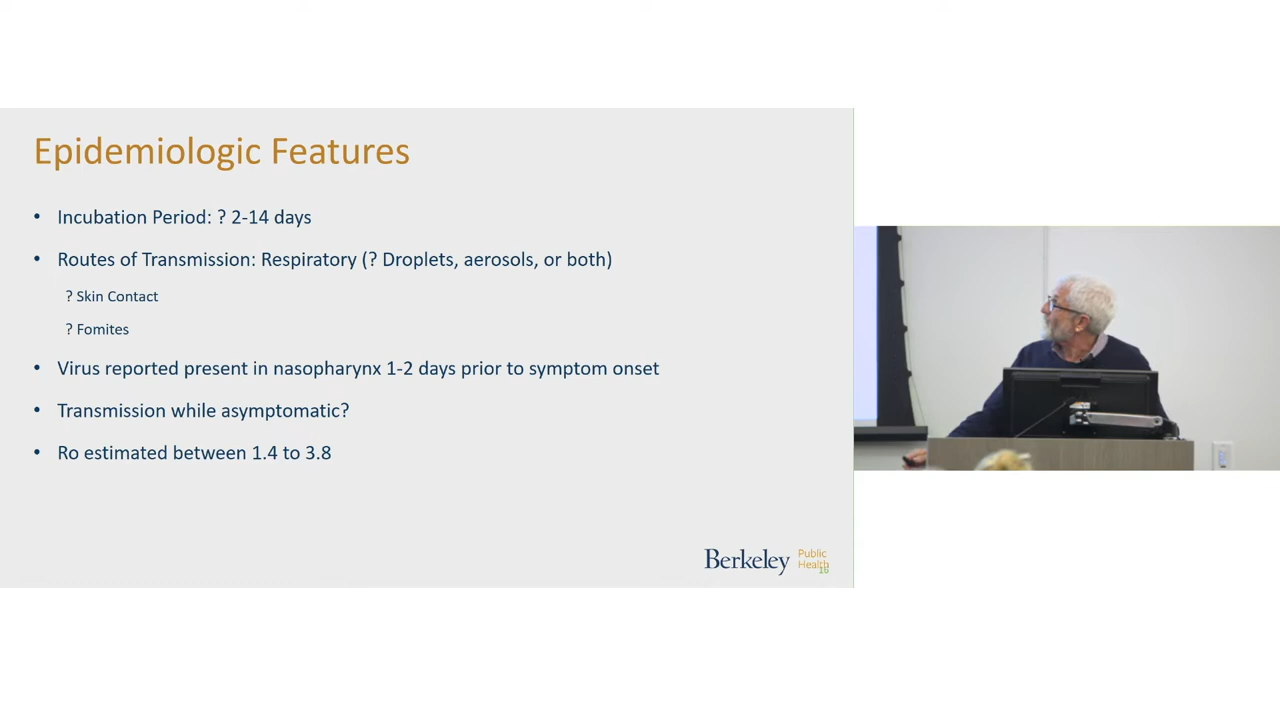 Epidemiologic Features
• Incubation Period: ? 2-14 days
• Routes of Transmission: Respiratory (? Droplets, aerosols, or both)
? Skin Contact
? Fomites
• Virus reported present in nasopharynx 1-2 days prior to symptom onset
• Transmission while asymptomatic?
• Ro estimated between 1.4 to 3.8
Berkeley Public
Health
16